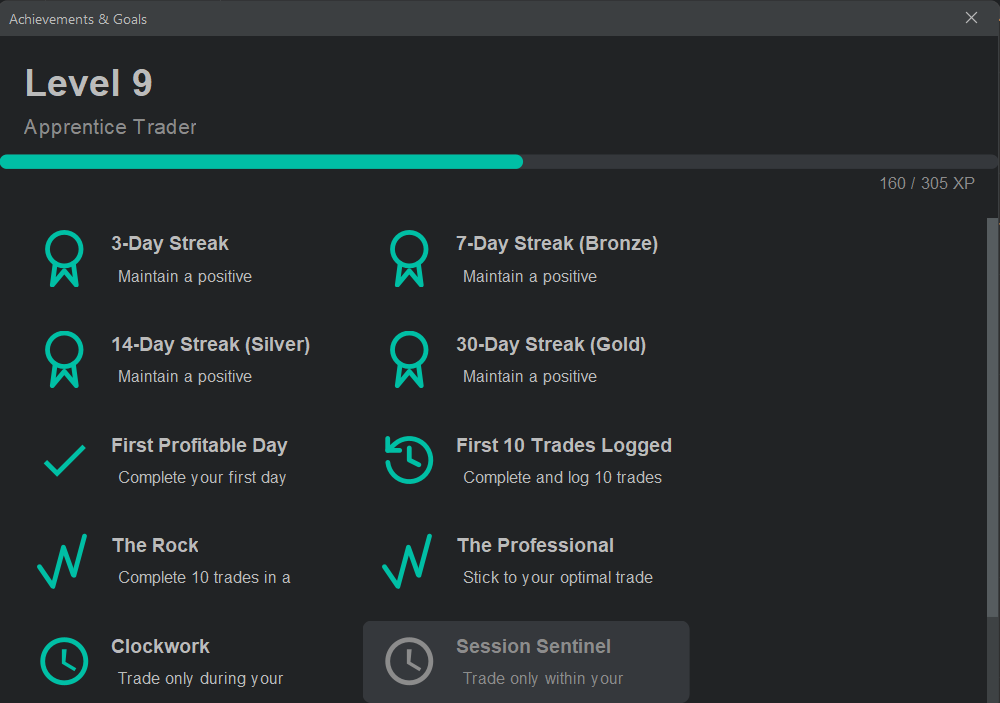 Achievements & Goals
Level 9
Apprentice Trader
160 / 305 XP
3-Day Streak
Maintain a positive
7-Day Streak (Bronze)
Maintain a positive
14-Day Streak (Silver)
Maintain a positive
30-Day Streak (Gold)
Maintain a positive
First Profitable Day
Complete your first day
First 10 Trades Logged
Complete and log 10 trades
The Rock
Complete 10 trades in a
The Professional
Stick to your optimal trade
Clockwork
Trade only during your
Session Sentinel
Trade only within your